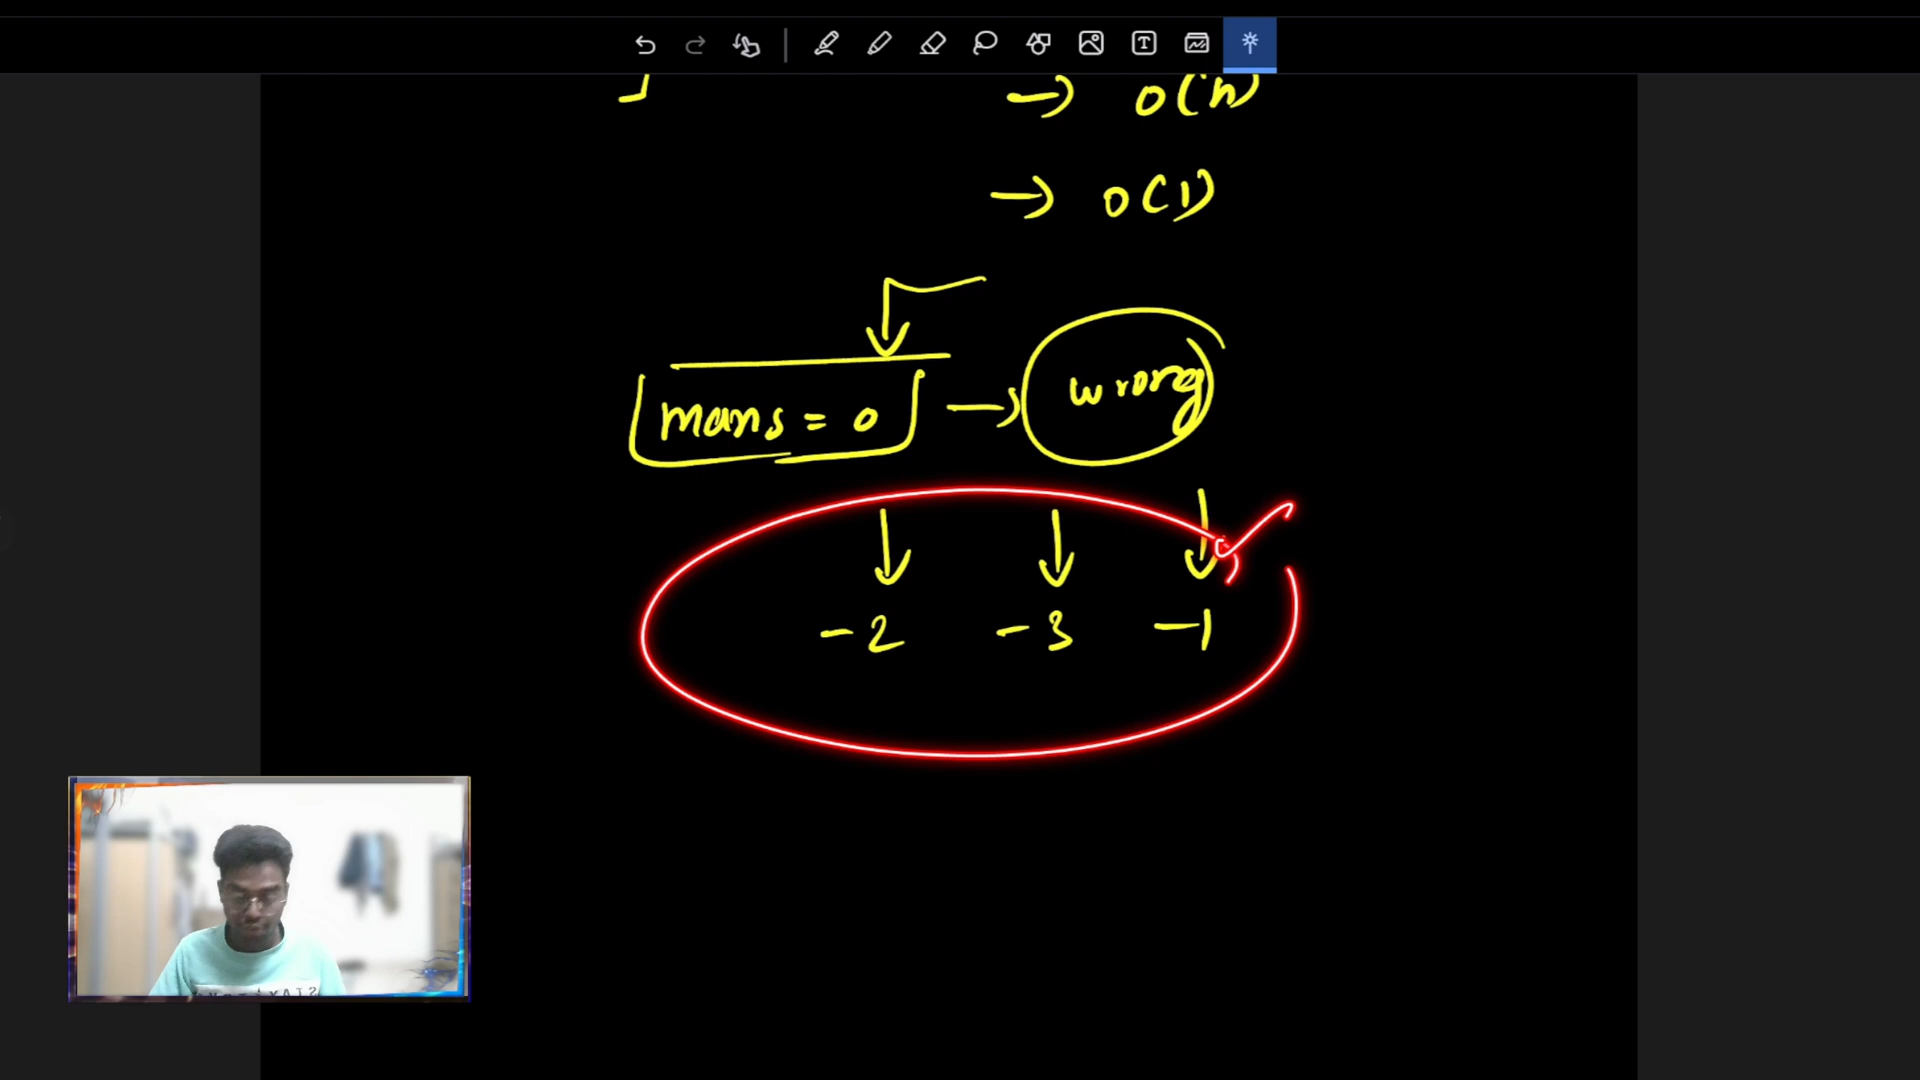 → O(n)
→ O(1)
mans = 0 → wrong
-2 -3 -1